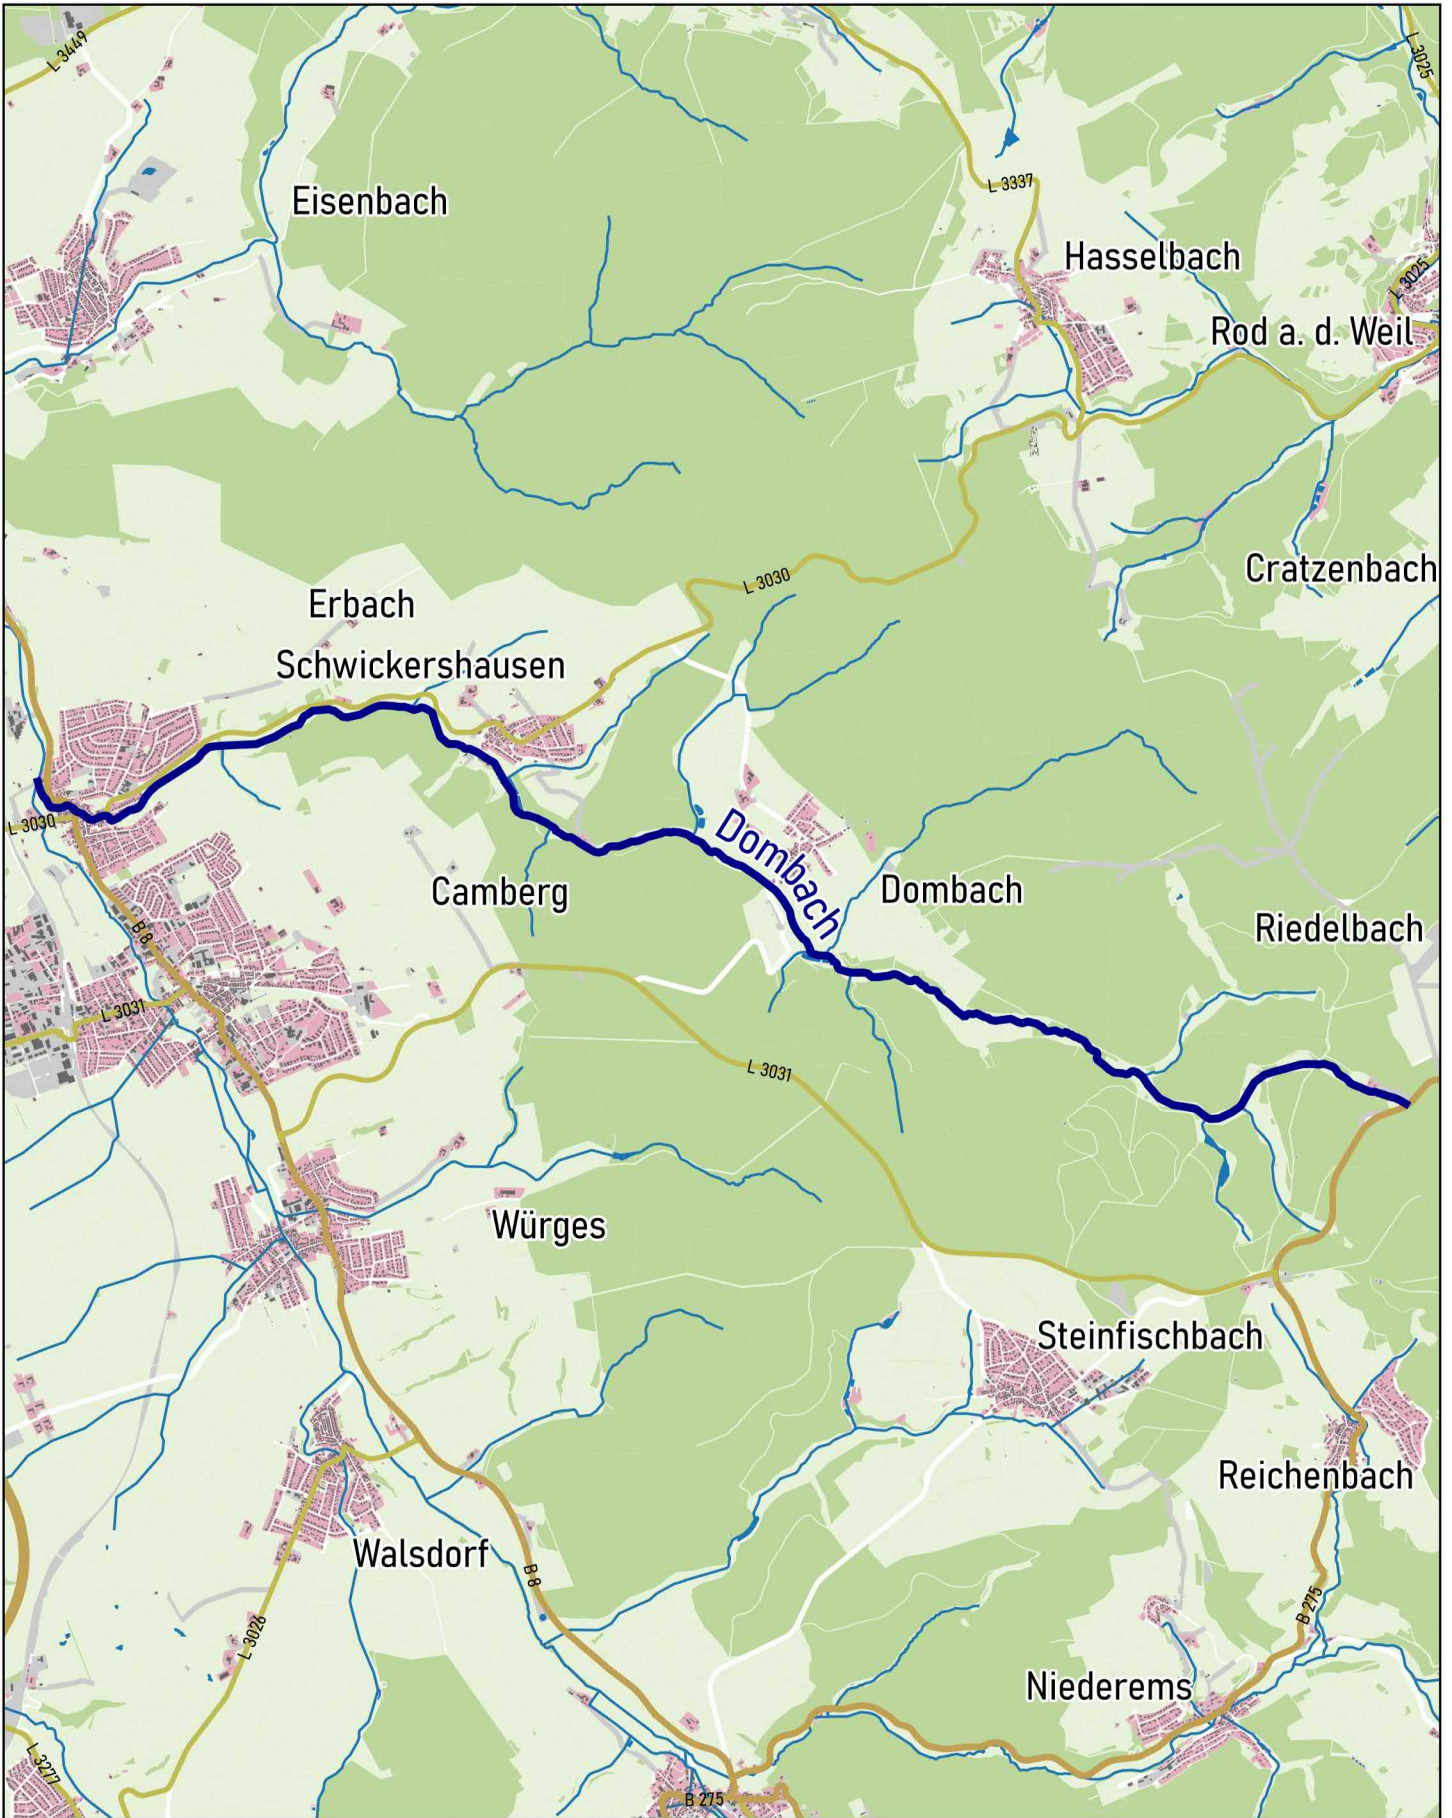 L 3449
L 3025
L 3337
Eisenbach
Hasselbach
L 3025
Rod a. d. Weil
Cratzenbach
L 3030
Erbach
Schwickershausen
L 3030
Dombach
Camberg
Dombach
B 8
Riedelbach
L 3031
L 3031
Würges
Steinfischbach
Reichenbach
Walsdorf
B 8
B 275
L 3026
Niederems
L 3277
B 275